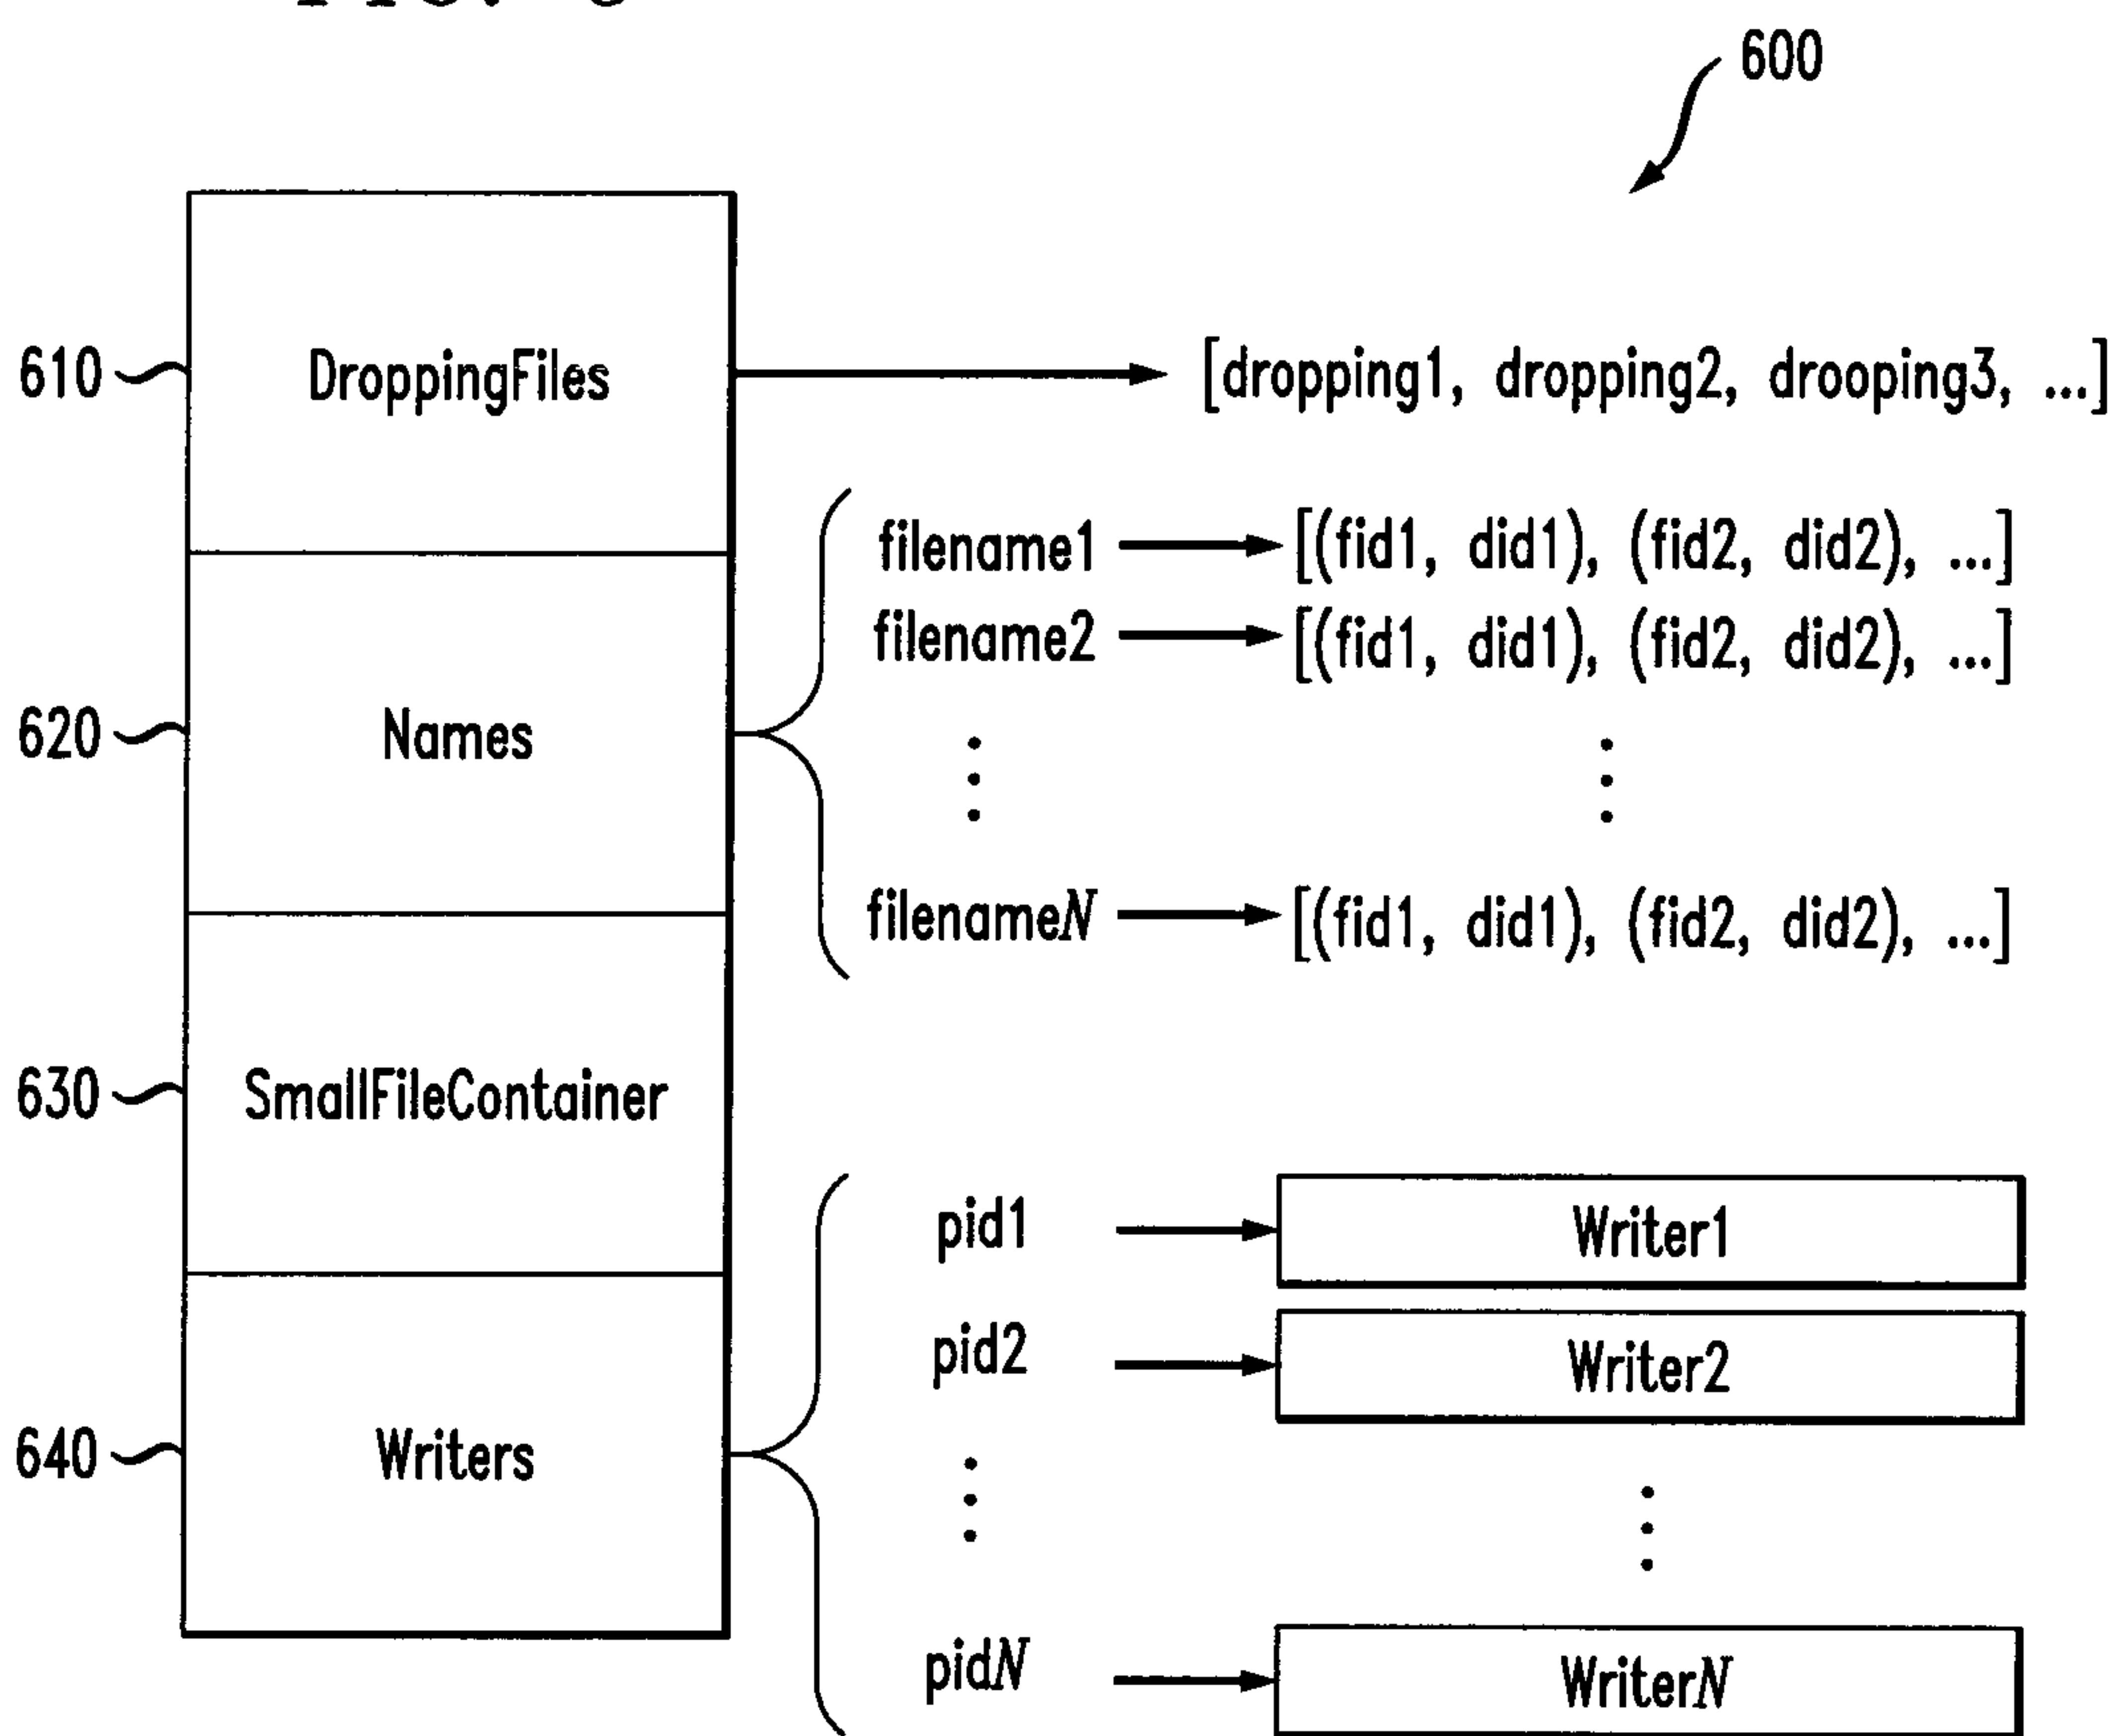 600
610 DroppingFiles [dropping1, dropping2, drooping3, ...]
filename1 [(fid1, did1), (fid2, did2), ...]
filename2 [(fid1, did1), (fid2, did2), ...]
620 Names
filenameN [(fid1, did1), (fid2, did2), ...]
630 SmallFileContainer
pid1 Writer1
pid2 Writer2
640 Writers
pidN WriterN